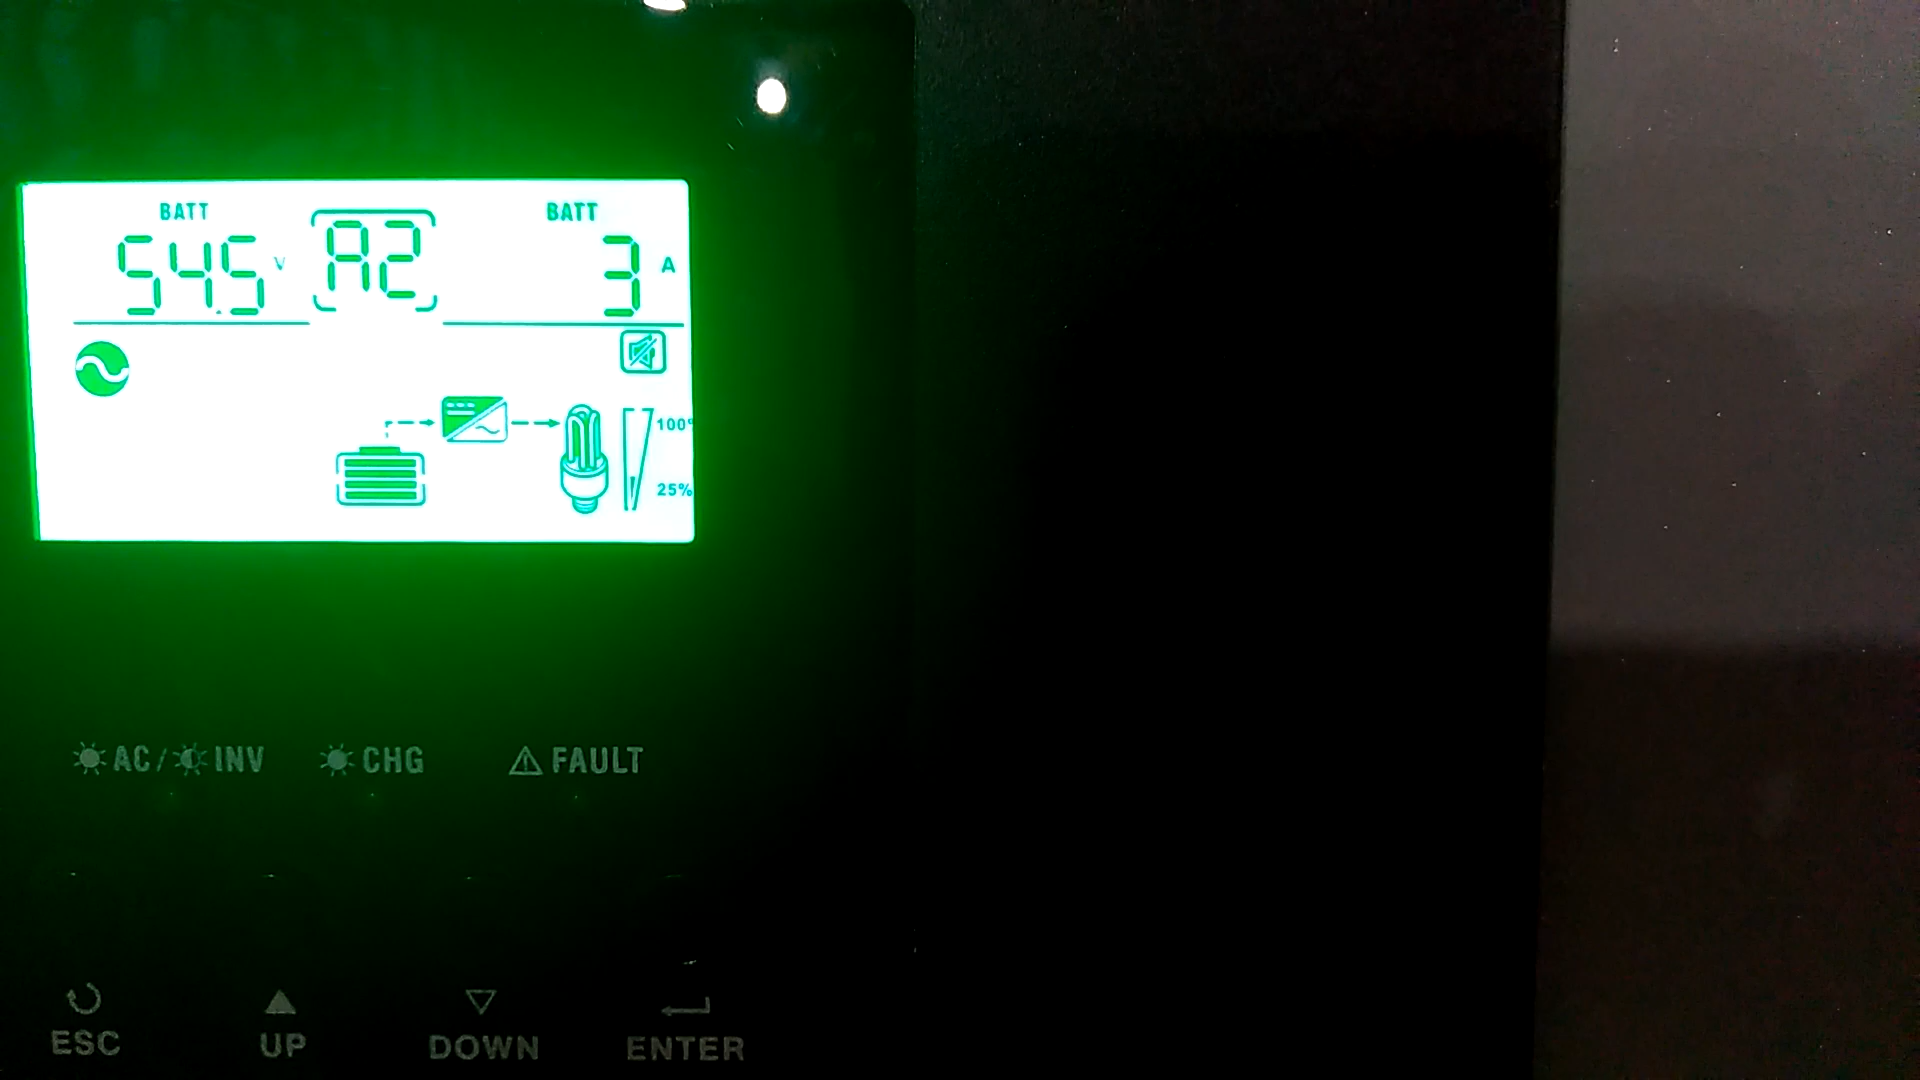 BATT BATT
54.5 V A2 3 A
100%
25%
AC/ INV CHG FAULT
ESC UP DOWN ENTER